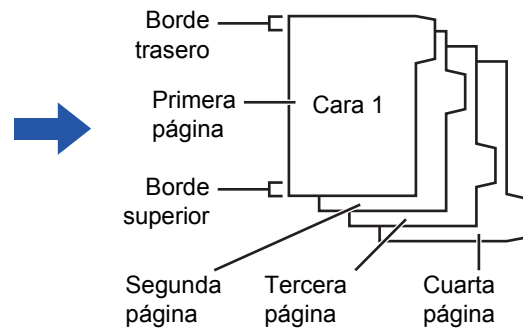 Borde
trasero
Primera
página
Cara 1
Borde
superior
Segunda
página
Tercera
página
Cuarta
página